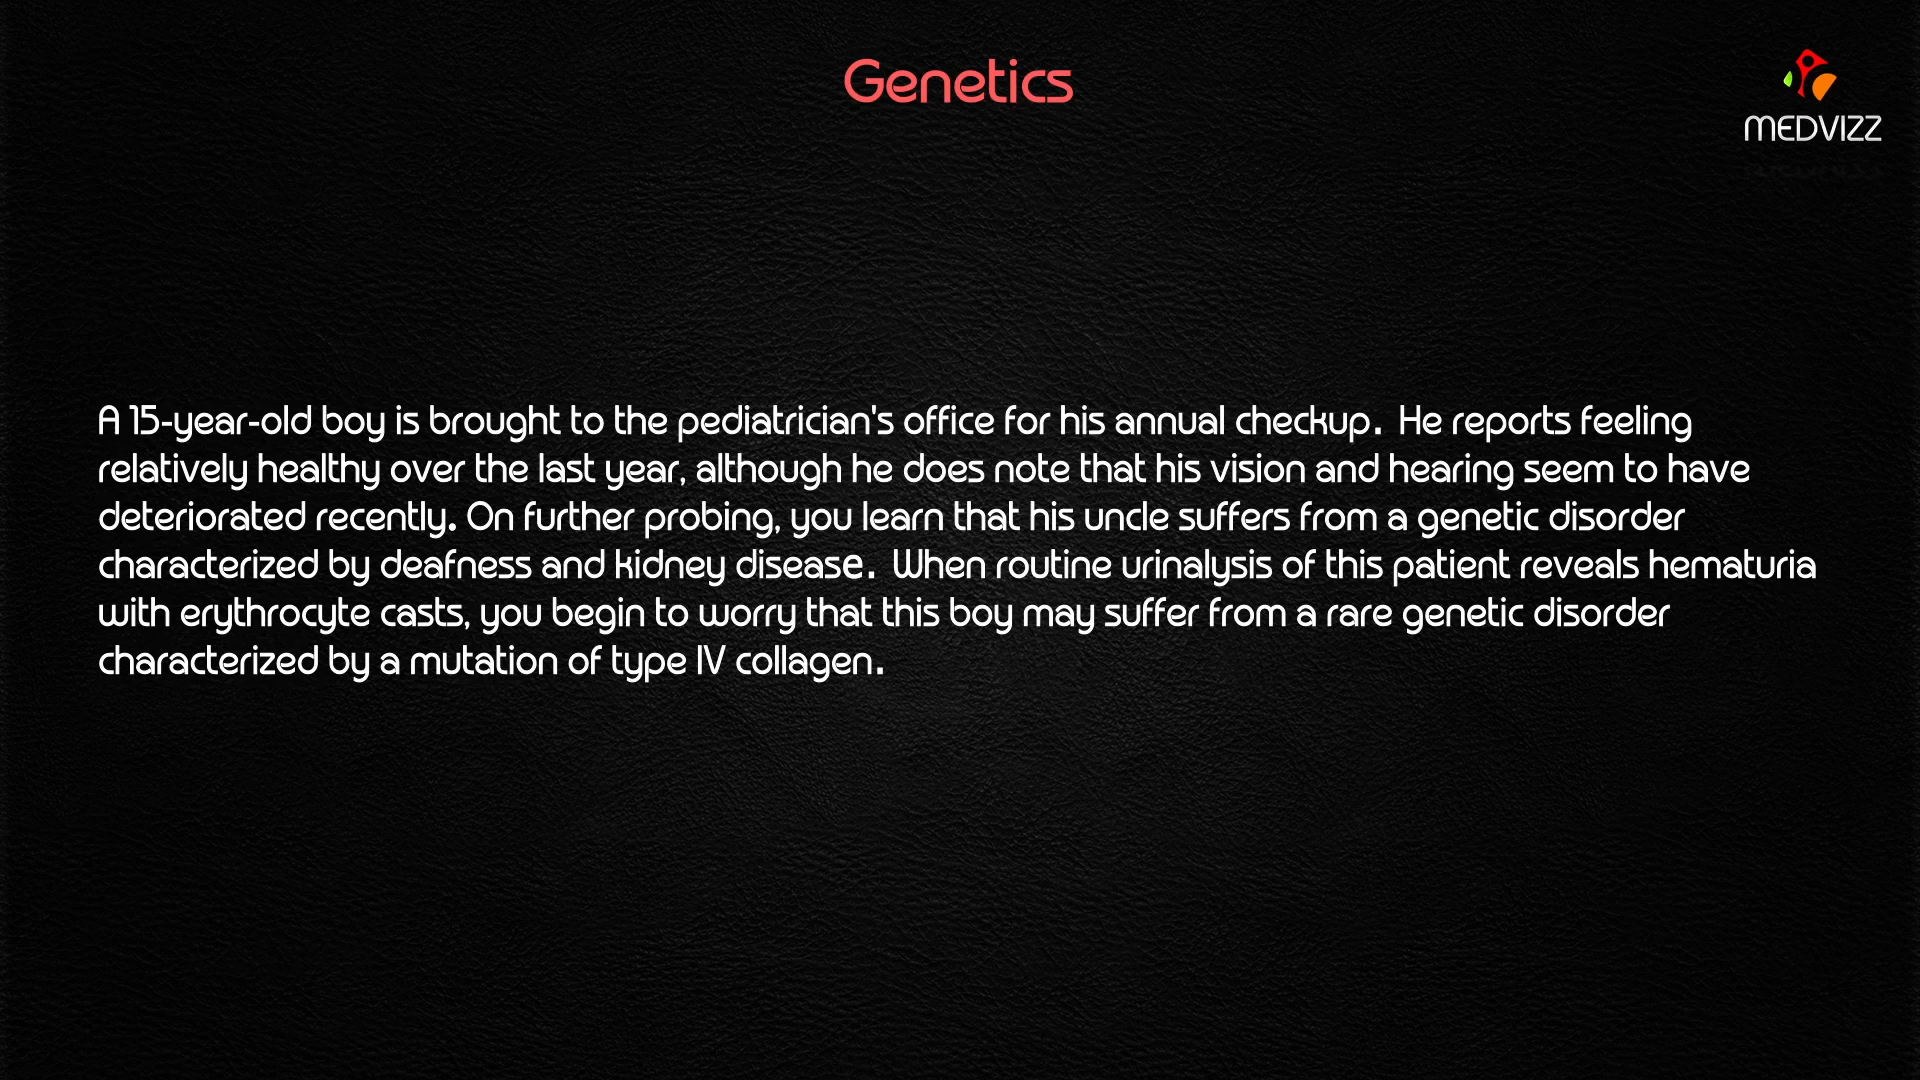 Genetics
MEDVIZZ
A 15-year-old boy is brought to the pediatrician's office for his annual checkup. He reports feeling
relatively healthy over the last year, although he does note that his vision and hearing seem to have
deteriorated recently. On further probing, you learn that his uncle suffers from a genetic disorder
characterized by deafness and kidney disease. When routine urinalysis of this patient reveals hematuria
with erythrocyte casts, you begin to worry that this boy may suffer from a rare genetic disorder
characterized by a mutation of type IV collagen.